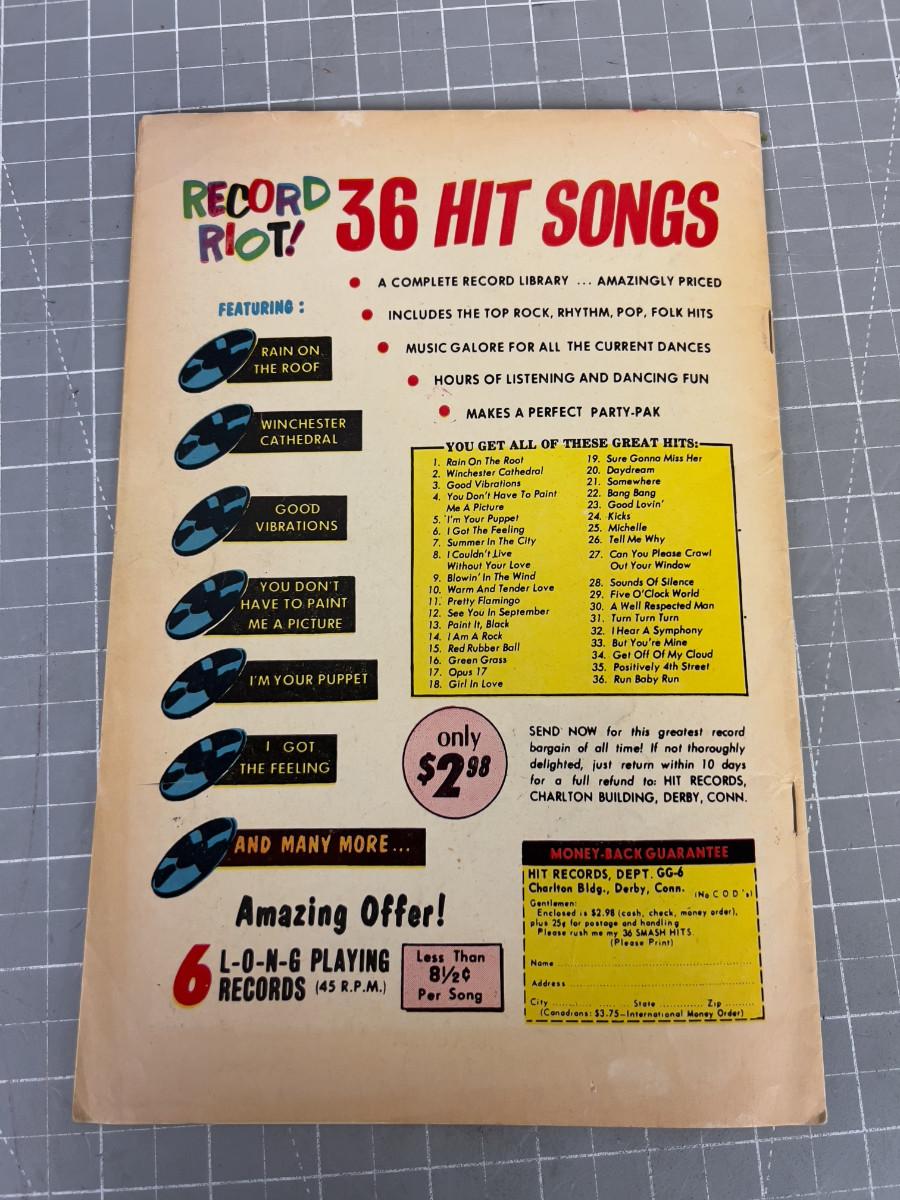 RECORD
RIOT!
36 HIT SONGS
A COMPLETE RECORD LIBRARY ... AMAZINGLY PRICED
INCLUDES THE TOP ROCK, RHYTHM, POP, FOLK HITS
MUSIC GALORE FOR ALL THE CURRENT DANCES
HOURS OF LISTENING AND DANCING FUN
MAKES A PERFECT PARTY-PAK
FEATURING :
RAIN ON
THE ROOF
WINCHESTER
CATHEDRAL
GOOD
VIBRATIONS
YOU DON'T
HAVE TO PAINT
ME A PICTURE
I'M YOUR PUPPET
I GOT
THE FEELING
AND MANY MORE...
YOU GET ALL OF THESE GREAT HITS:
1. Rain On The Root
2. Winchester Cathedral
3. Good Vibrations
4. You Don't Have To Paint
Me A Picture
5. I'm Your Puppet
6. I Got The Feeling
7. Summer In The City
8. I Couldn't Live
Without Your Love
9. Blowin' In The Wind
10. Warm And Tender Love
11. Pretty Flamingo
12. See You In September
13. Paint It, Black
14. I Am A Rock
15. Red Rubber Ball
16. Green Grass
17. Opus 17
18. Girl In Love
19. Sure Gonna Miss Her
20. Daydream
21. Somewhere
22. Bang Bang
23. Good Lovin'
24. Kicks
25. Michelle
26. Tell Me Why
27. Can You Please Crawl
Out Your Window
28. Sounds Of Silence
29. Five O'Clock World
30. A Well Respected Man
31. Turn Turn Turn
32. I Hear A Symphony
33. But You're Mine
34. Get Off Of My Cloud
35. Positively 4th Street
36. Run Baby Run
only
$2.98
SEND NOW for this greatest record
bargain of all time! If not thoroughly
delighted, just return within 10 days
for a full refund to: HIT RECORDS,
CHARLTON BUILDING, DERBY, CONN.
Amazing Offer!
6 L-O-N-G PLAYING
RECORDS (45 R.P.M.)
Less Than
8½¢
Per Song
MONEY-BACK GUARANTEE
HIT RECORDS, DEPT. GG-6
Charlton Bldg., Derby, Conn. (No C O D's)
Gentlemen:
Enclosed is $2.98 (cash, check, money order),
plus 25¢ for postage and handling
Please rush me my 36 SMASH HITS.
(Please Print)
Name
Address
City State Zip
(Canadians: $3.75—International Money Order)